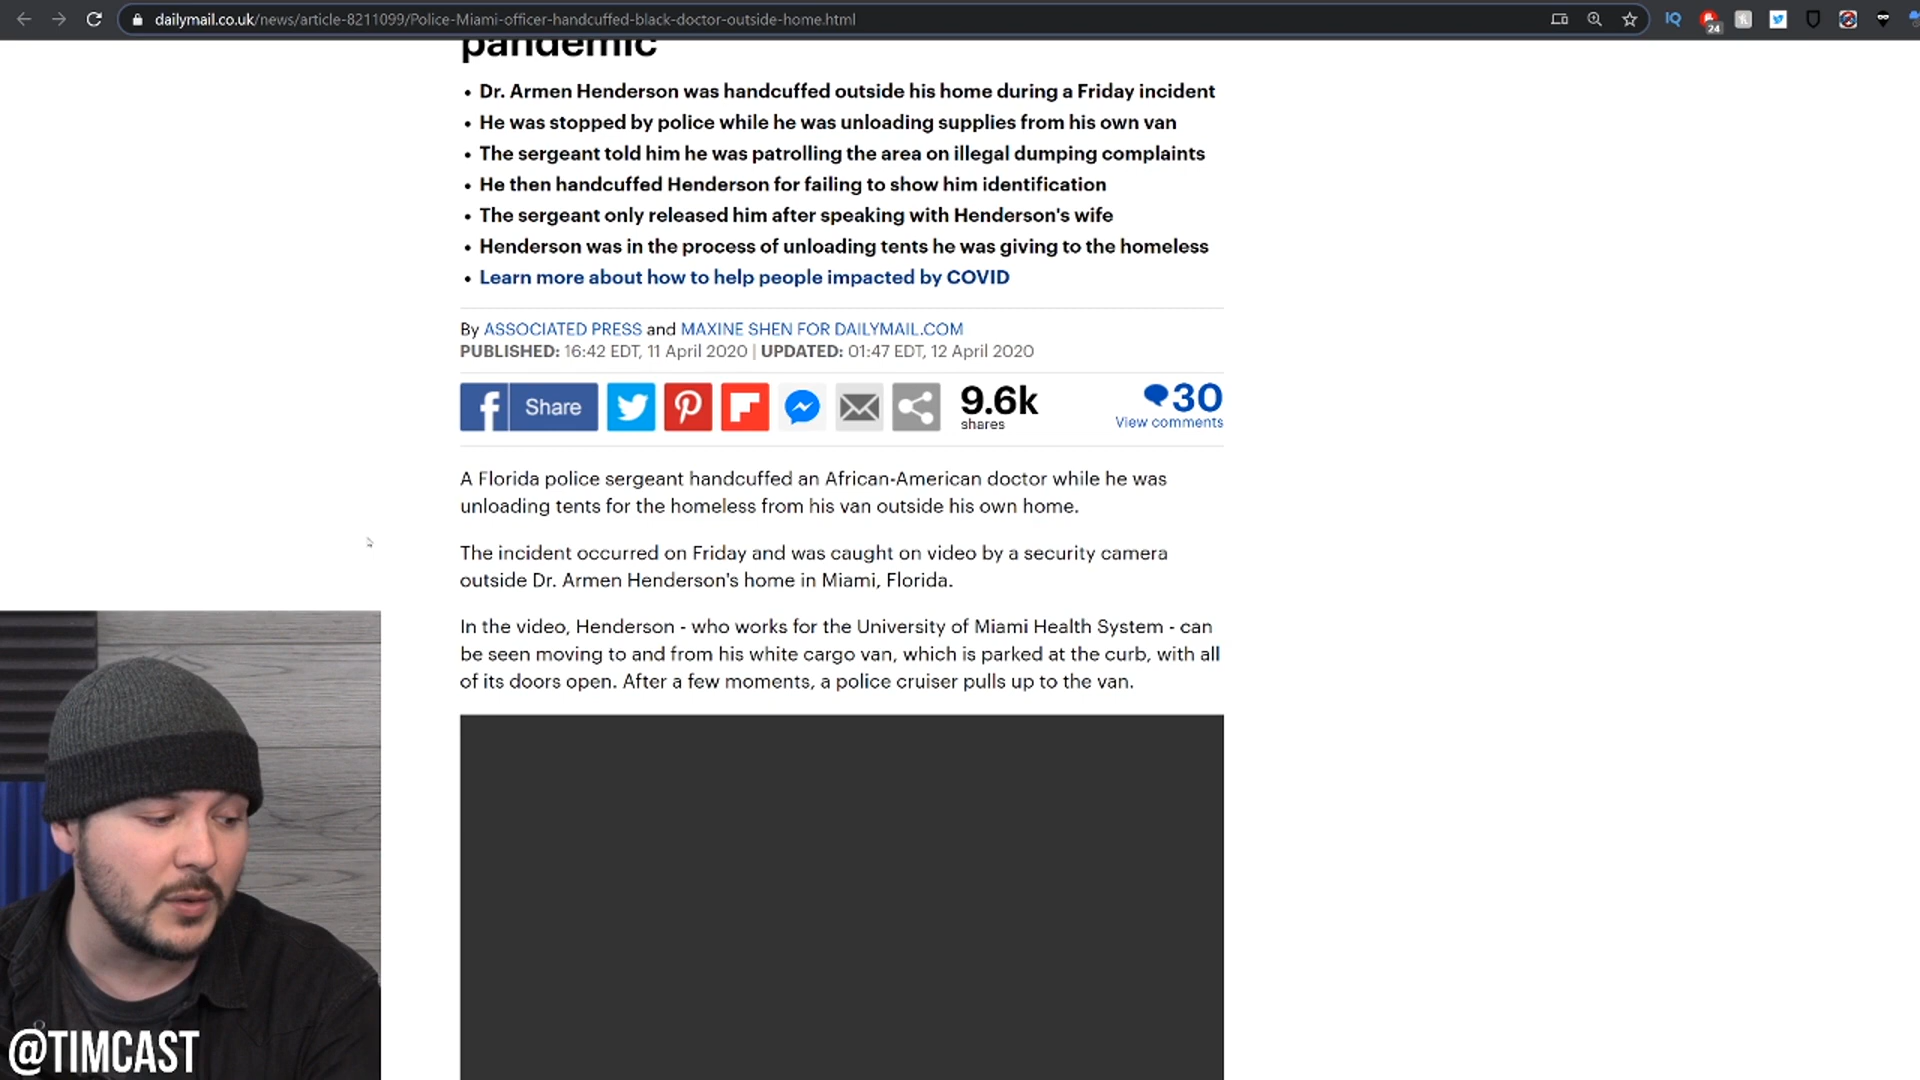 dailymail.co.uk/news/article-8211099/Police-Miami-officer-handcuffed-black-doctor-outside-home.html
IQ
24
pandemic
• Dr. Armen Henderson was handcuffed outside his home during a Friday incident
• He was stopped by police while he was unloading supplies from his own van
• The sergeant told him he was patrolling the area on illegal dumping complaints
• He then handcuffed Henderson for failing to show him identification
• The sergeant only released him after speaking with Henderson's wife
• Henderson was in the process of unloading tents he was giving to the homeless
• Learn more about how to help people impacted by COVID
By ASSOCIATED PRESS and MAXINE SHEN FOR DAILYMAIL.COM
PUBLISHED: 16:42 EDT, 11 April 2020 | UPDATED: 01:47 EDT, 12 April 2020
Share
9.6k
shares
30
View comments
A Florida police sergeant handcuffed an African-American doctor while he was
unloading tents for the homeless from his van outside his own home.
The incident occurred on Friday and was caught on video by a security camera
outside Dr. Armen Henderson's home in Miami, Florida.
In the video, Henderson - who works for the University of Miami Health System - can
be seen moving to and from his white cargo van, which is parked at the curb, with all
of its doors open. After a few moments, a police cruiser pulls up to the van.
@TIMCAST